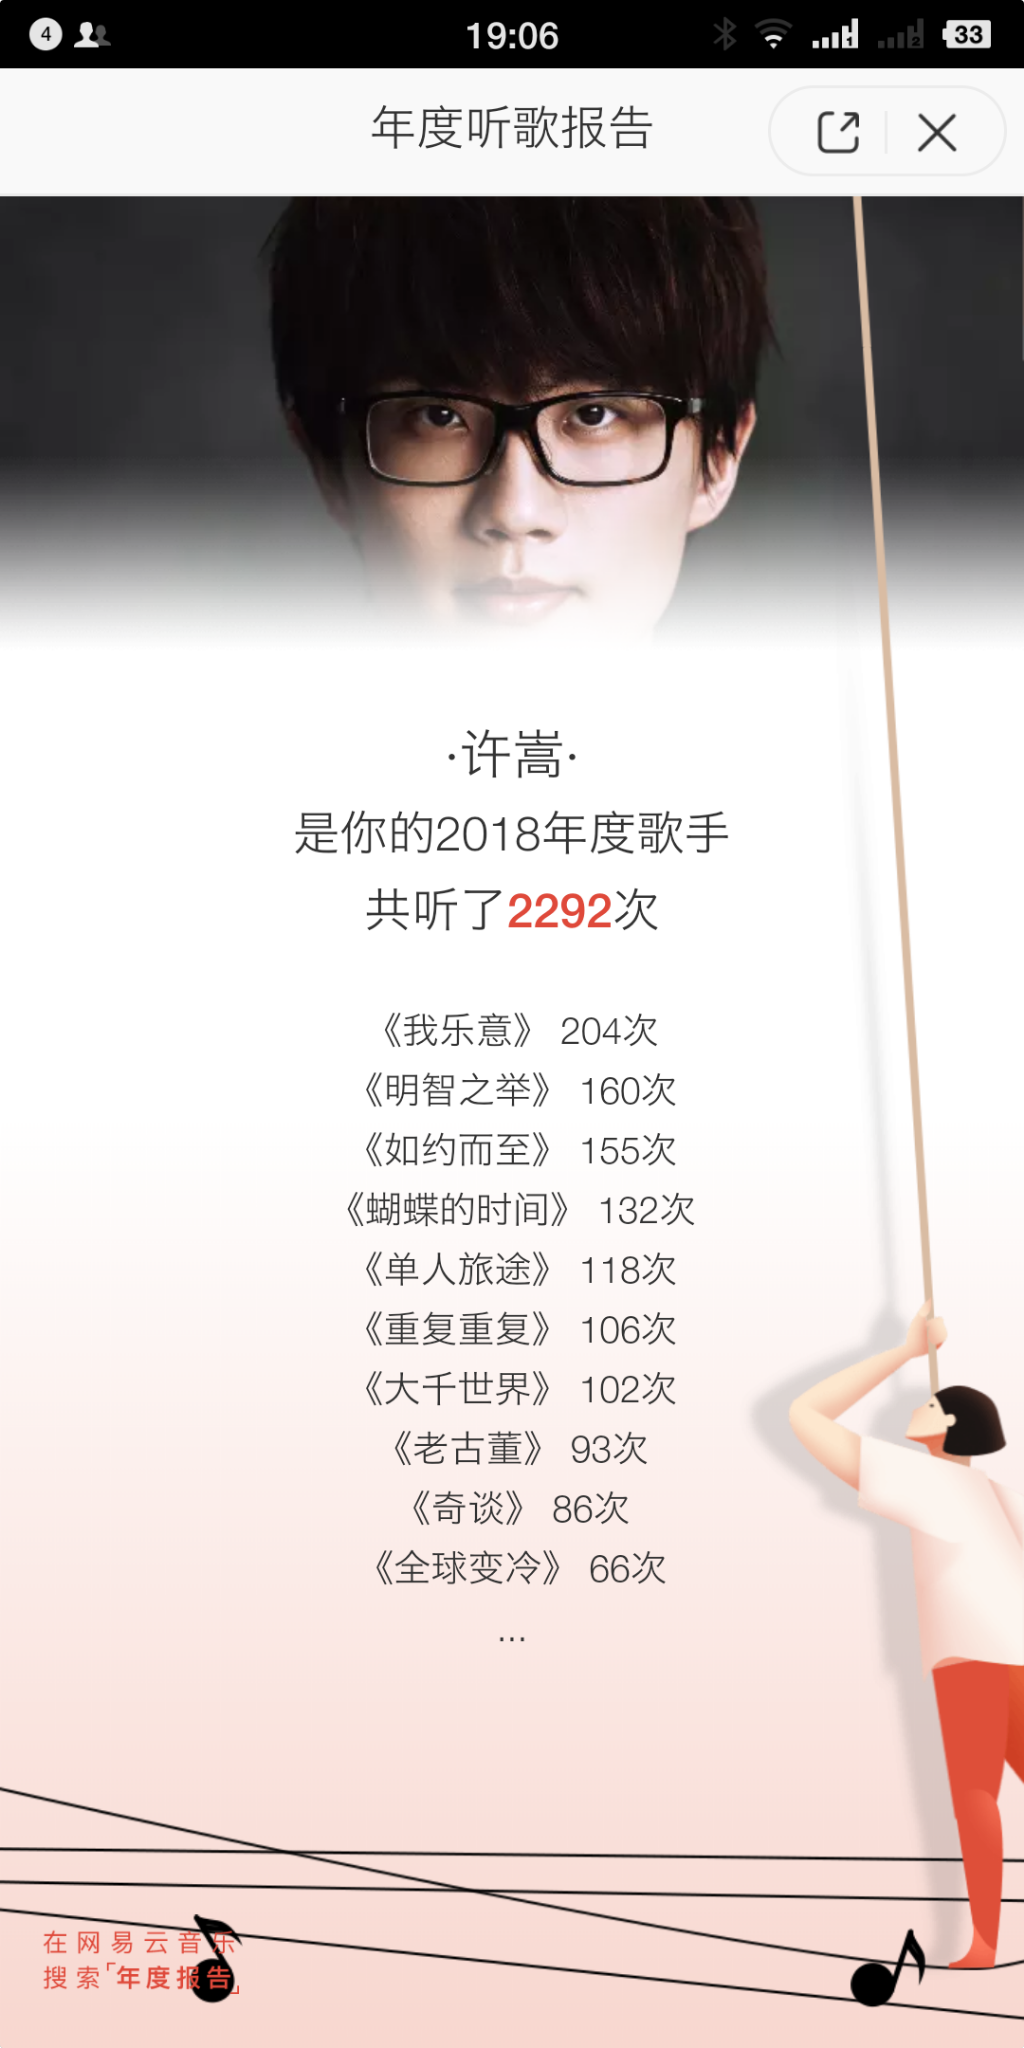 4
19:06
1
2
33
年度听歌报告
·许嵩·
是你的2018年度歌手
共听了2292次
《我乐意》 204次
《明智之举》 160次
《如约而至》 155次
《蝴蝶的时间》 132次
《单人旅途》 118次
《重复重复》 106次
《大千世界》 102次
《老古董》 93次
《奇谈》 86次
《全球变冷》 66次
...
在网易云音乐
搜索「年度报告」